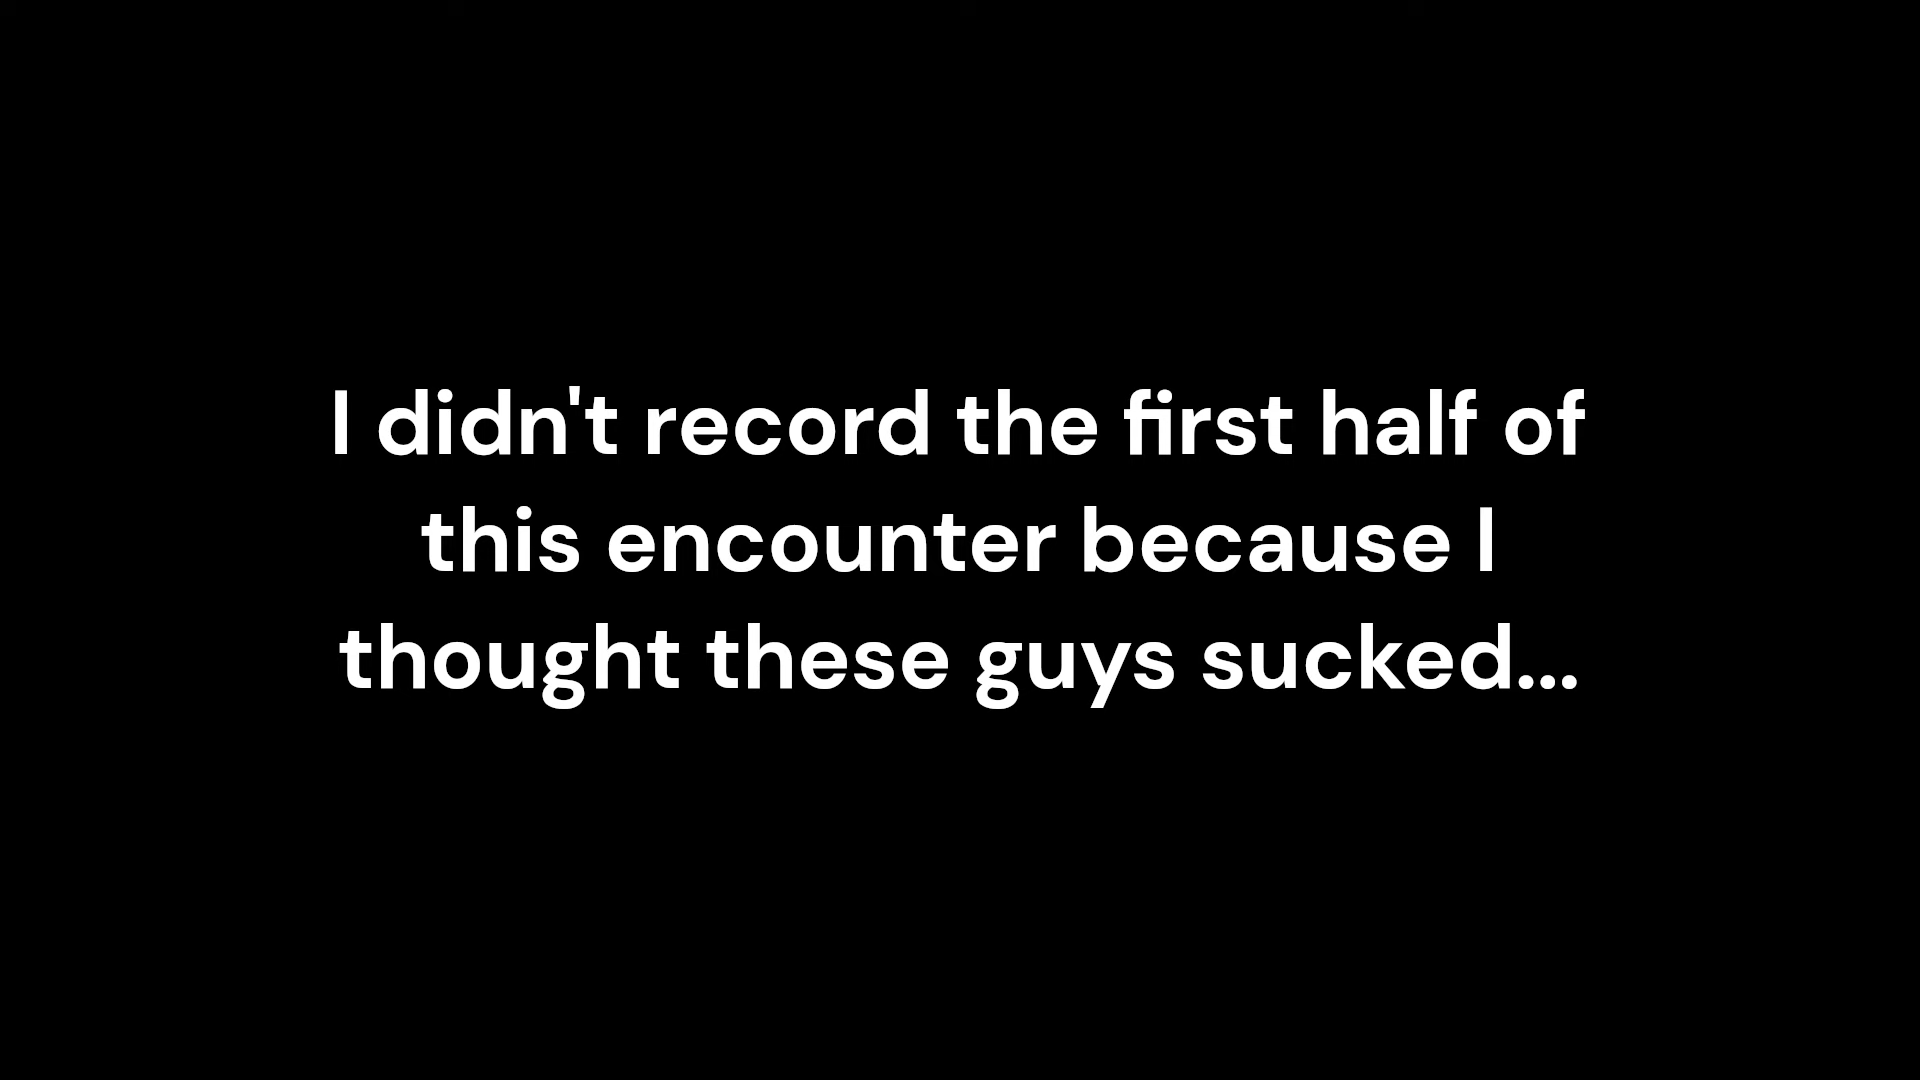 I didn't record the first half of
this encounter because I
thought these guys sucked...